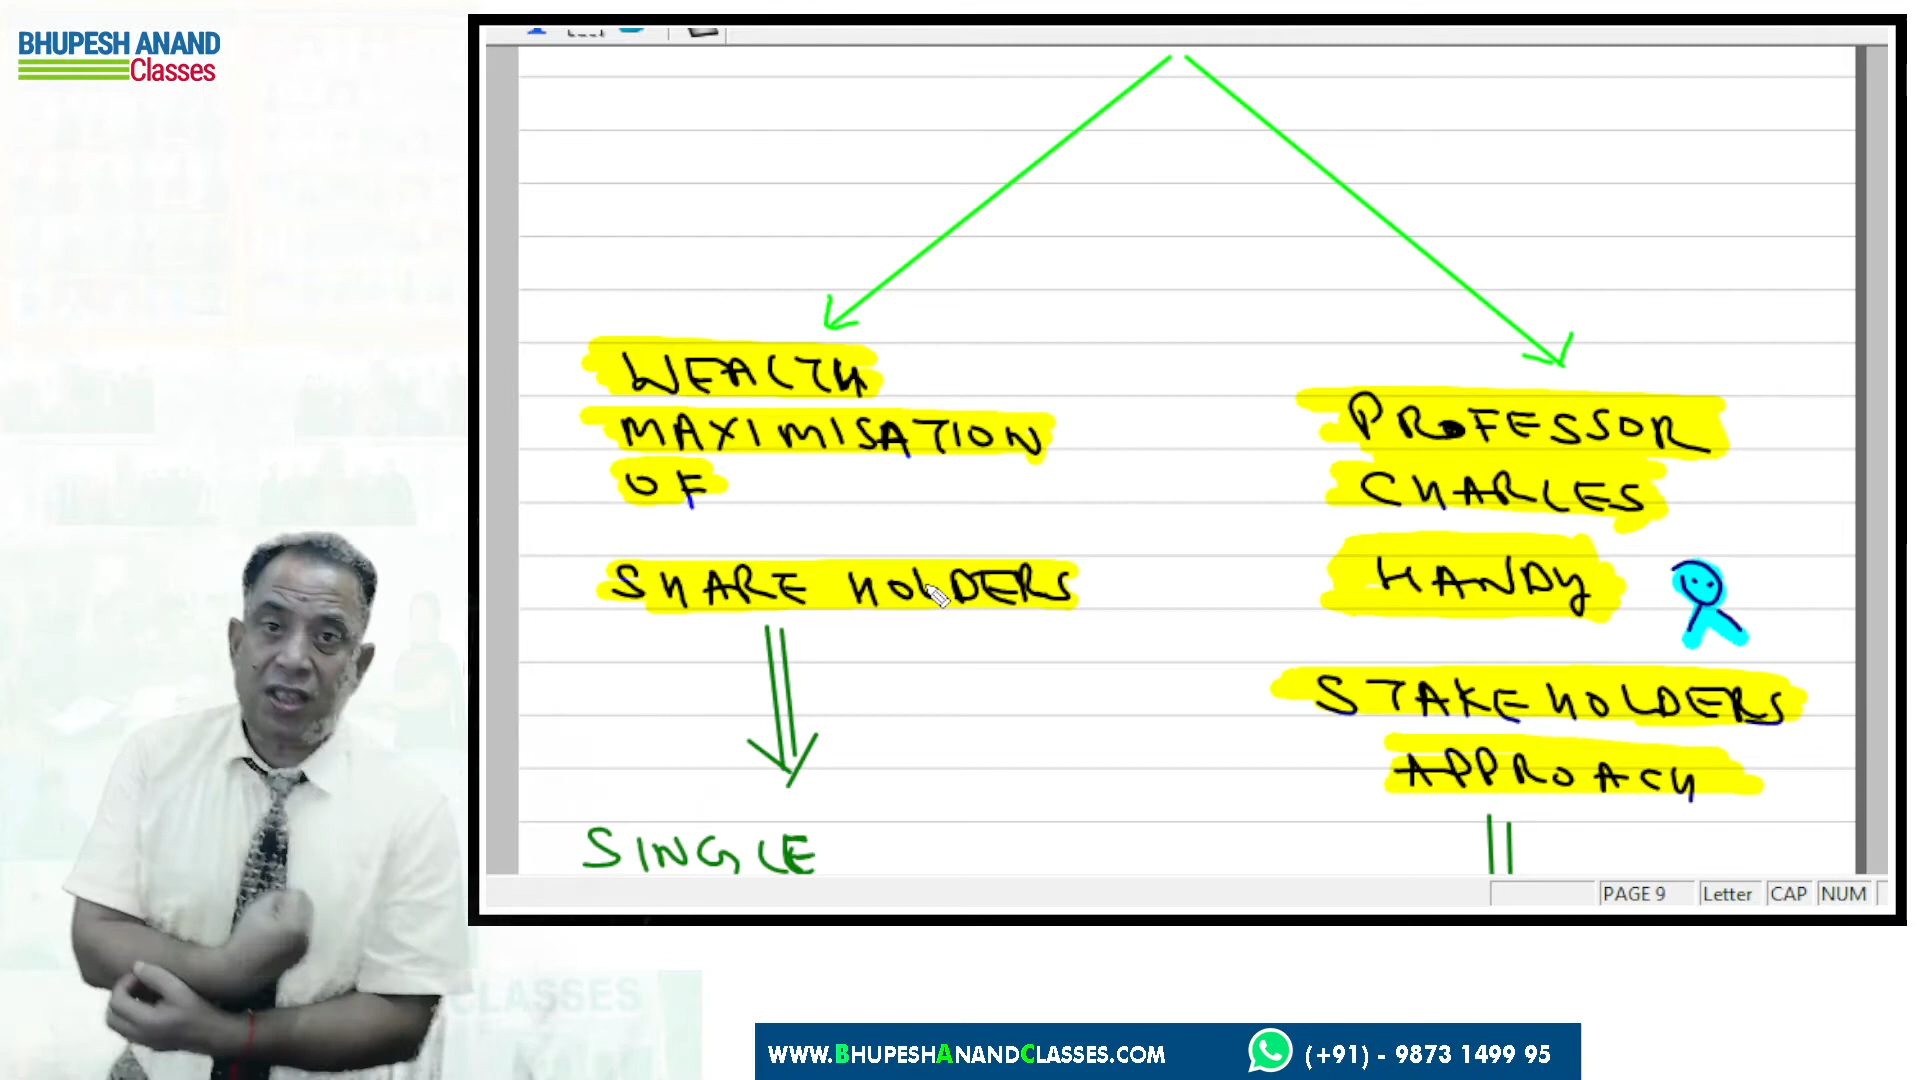 BHUPESH ANAND
Classes
WEALTH
MAXIMISATION
OF
SHARE HOLDERS
SINGLE
PROFESSOR
CHARLES
HANDY
STAKEHOLDERS
APPROACH
PAGE 9 Letter CAP NUM
CLASSES
WWW.BHUPESHANANDCLASSES.COM (+91) - 9873 1499 95